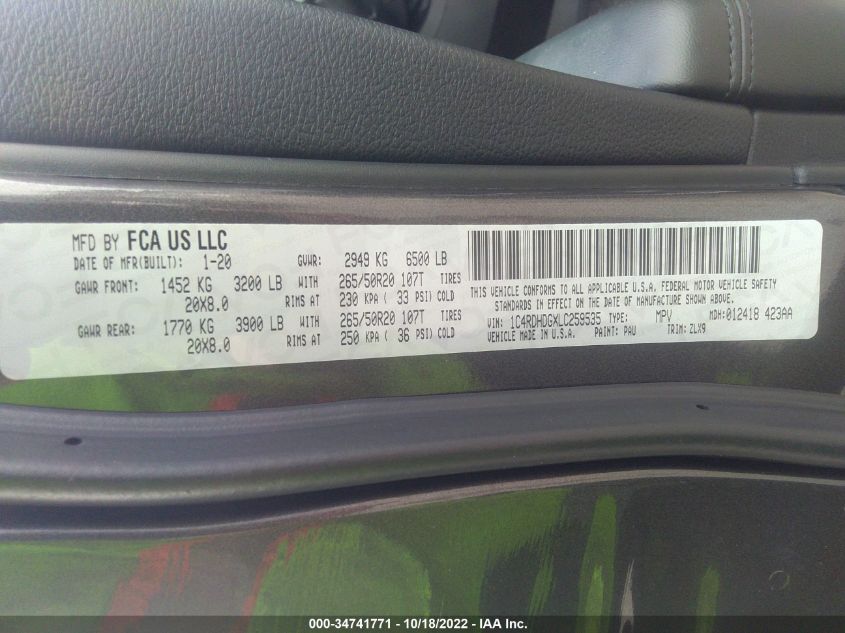 MFD BY FCA US LLC
DATE OF MFR(BUILT): 1-20 GVWR: 2949 KG 6500 LB
GAWR FRONT: 1452 KG 3200 LB WITH 265/50R20 107T TIRES
20X8.0 RIMS AT 230 KPA ( 33 PSI) COLD
GAWR REAR: 1770 KG 3900 LB WITH 265/50R20 107T TIRES
20X8.0 RIMS AT 250 KPA ( 36 PSI) COLD
THIS VEHICLE CONFORMS TO ALL APPLICABLE U.S.A. FEDERAL MOTOR VEHICLE SAFETY
STANDARDS IN EFFECT ON THE DATE OF MANUFACTURE SHOWN ABOVE.
VIN: 1C4RDHDGXLC259535 TYPE: MPV MDH:012418 423AA
VEHICLE MADE IN U.S.A. PAINT: PAU TRIM: ZLX9
000-34741771 - 10/18/2022 - IAA Inc.